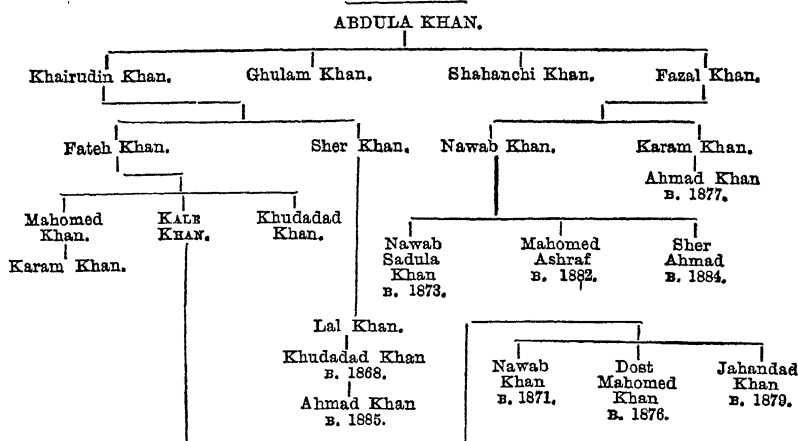 ABDULA KHAN.
Khairudin Khan. Ghulam Khan. Shahanchi Khan. Fazal Khan.
Fateh Khan. Sher Khan. Nawab Khan. Karam Khan.
Ahmad Khan
B. 1877.
Mahomed
Khan.
KALE
KHAN.
Khudadad
Khan.
Karam Khan.
Nawab
Sadula
Khan
B. 1873.
Mahomed
Ashraf
B. 1882.
Sher
Ahmad
B. 1884.
Lal Khan.
Khudadad Khan
B. 1868.
Ahmad Khan
B. 1885.
Nawab
Khan
B. 1871.
Dost
Mahomed
Khan
B. 1876.
Jahandad
Khan
B. 1879.